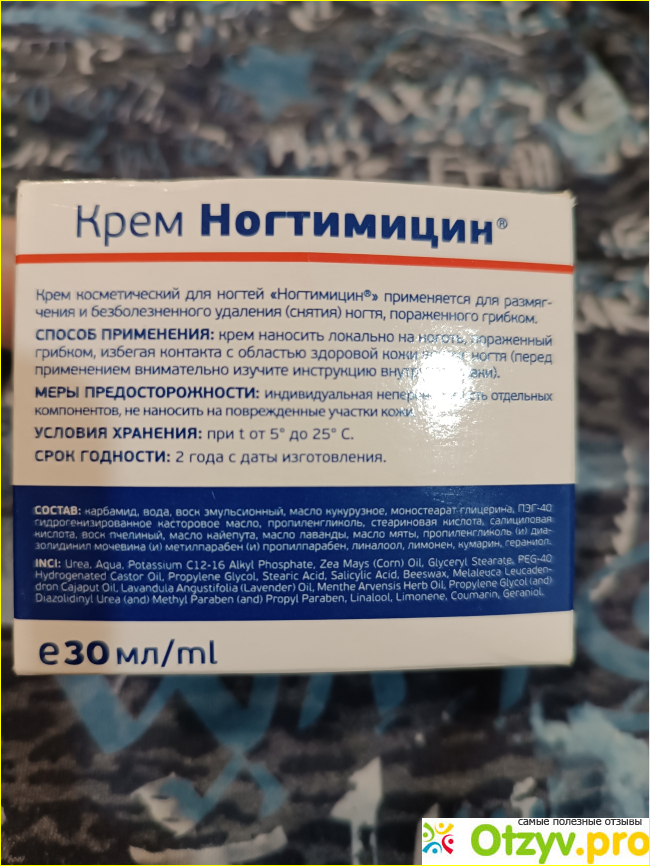 Крем Ногтимицин®
Крем косметический для ногтей «Ногтимицин®» применяется для размяг-
чения и безболезненного удаления (снятия) ногтя, пораженного грибком.
СПОСОБ ПРИМЕНЕНИЯ: крем наносить локально на ноготь, пораженный
грибком, избегая контакта с областью здоровой кожи ногтя (перед
применением внимательно изучите инструкцию
МЕРЫ ПРЕДОСТОРОЖНОСТИ: индивидуальная отдельных
компонентов, не наносить на поврежденные участки кожи
УСЛОВИЯ ХРАНЕНИЯ: при t от 5° до 25° C.
СРОК ГОДНОСТИ: 2 года с даты изготовления.
СОСТАВ: карбамид, вода, воск эмульсионный, масло кукурузное, моностеарат глицерина, ПЭГ-40
гидрогенизированное касторовое масло, пропиленгликоль, стеариновая кислота, салициловая
кислота, воск пчелиный, масло кайепута, масло лаванды, масло мяты, пропиленгликоль (и) диа-
золидинил мочевина (и) метилпарабен (и) пропилпарабен, линалоол, лимонен, кумарин, гераниол.
INCI: Urea, Aqua, Potassium C12-16 Alkyl Phosphate, Zea Mays (Corn) Oil, Glyceryl Stearate, PEG-40
Hydrogenated Castor Oil, Propylene Glycol, Stearic Acid, Salicylic Acid, Beeswax, Melaleuca Leucaden-
dron Cajaput Oil, Lavandula Angustifolia (Lavender) Oil, Menthe Arvensis Herb Oil, Propylene Glycol (and)
Diazolidinyl Urea (and) Methyl Paraben (and) Propyl Paraben, Linalool, Limonene, Coumarin, Geraniol.
℮30 мл/ml
самые полезные отзывы
Otzyv.pro